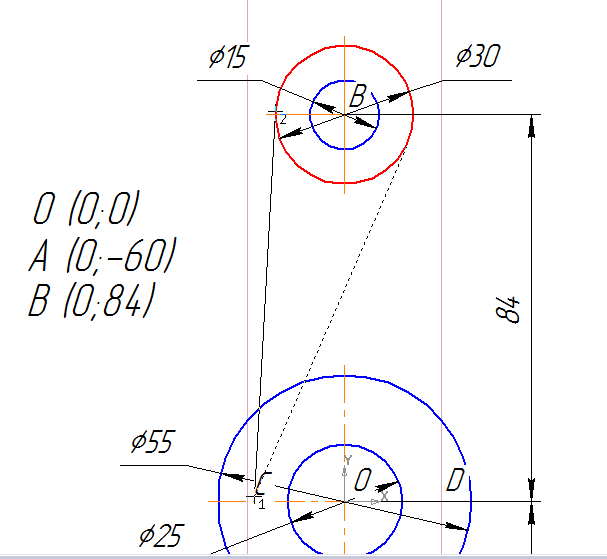 ⌀15
⌀30
B
2
O (0;0)
A (0;-60)
B (0;84)
84
⌀55
C
1
Y
O
X
D
⌀25